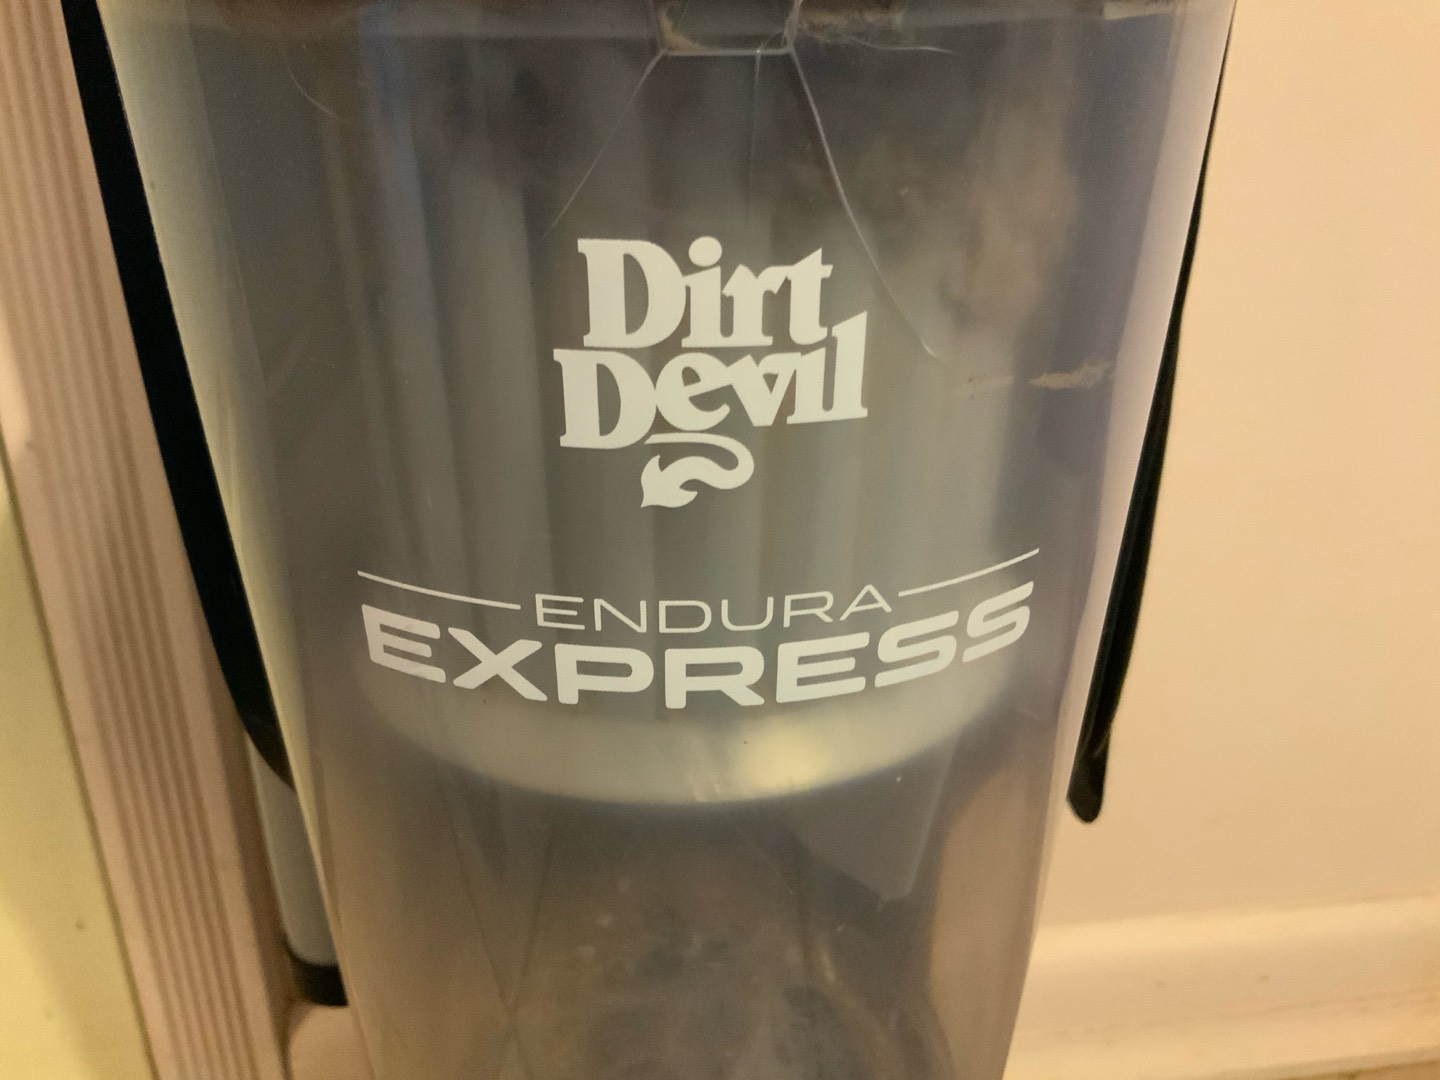 Dirt
Devil
ENDURA
EXPRESS